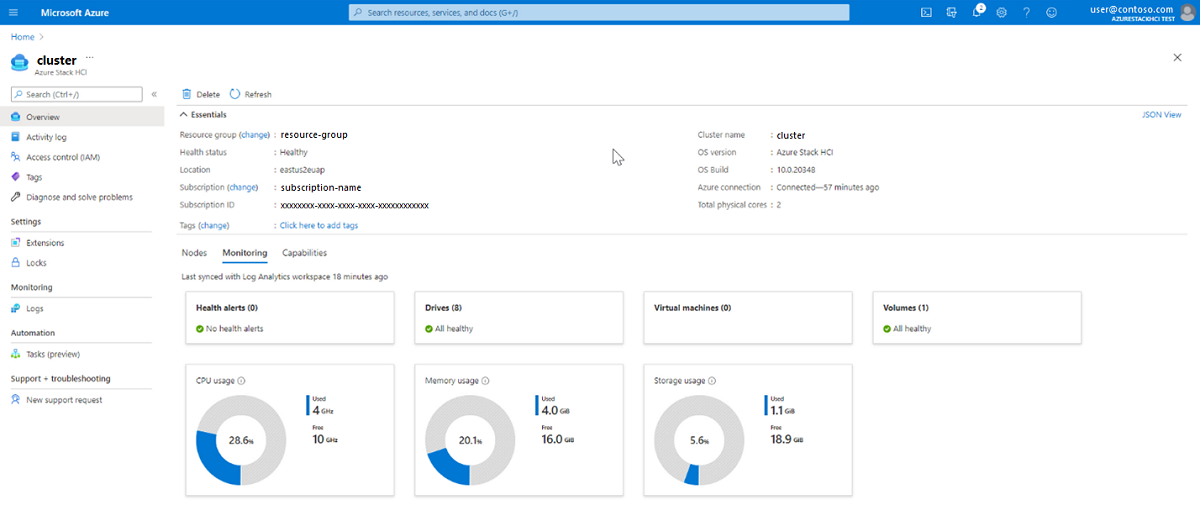 Microsoft Azure
Search resources, services, and docs (G+/)
2
user@contoso.com
AZURESTACKHCI TEST
Home >
cluster ...
Azure Stack HCI
Search (Ctrl+/)
«
Overview
Activity log
Access control (IAM)
Tags
Diagnose and solve problems
Settings
Extensions
Locks
Monitoring
Logs
Automation
Tasks (preview)
Support + troubleshooting
New support request
Delete Refresh
Essentials
JSON View
Resource group (change) : resource-group
Health status : Healthy
Location : eastus2euap
Subscription (change) : subscription-name
Subscription ID : xxxxxxxx-xxxx-xxxx-xxxx-xxxxxxxxxxxx
Tags (change) : Click here to add tags
Cluster name : cluster
OS version : Azure Stack HCI
OS Build : 10.0.20348
Azure connection : Connected—57 minutes ago
Total physical cores : 2
Nodes Monitoring Capabilities
Last synced with Log Analytics workspace 18 minutes ago
Health alerts (0)
No health alerts
Drives (8)
All healthy
Virtual machines (0)
Volumes (1)
All healthy
CPU usage
28.6%
Used
4 GHz
Free
10 GHz
Memory usage
20.1%
Used
4.0 GiB
Free
16.0 GiB
Storage usage
5.6%
Used
1.1 GiB
Free
18.9 GiB